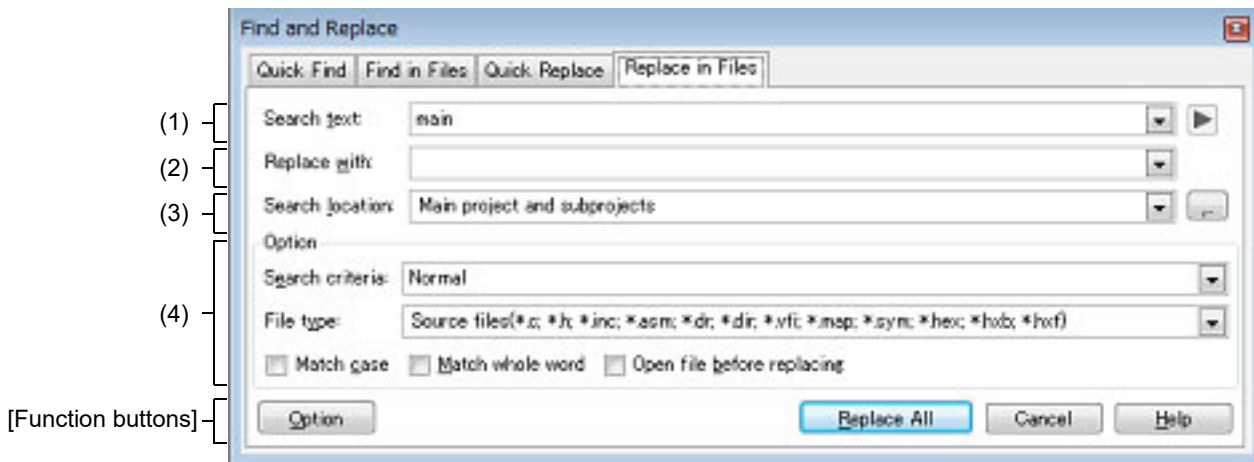 Find and Replace
Quick Find Find in Files Quick Replace Replace in Files
(1) Search text: main
(2) Replace with:
(3) Search location: Main project and subprojects
Option
Search criteria: Normal
(4) File type: Source files(*.c; *.h; *.inc; *.asm; *.dr; *.dir; *.vfi; *.map; *.sym; *.hex; *.hxb; *.hxf)
Match case Match whole word Open file before replacing
[Function buttons] Option Replace All Cancel Help